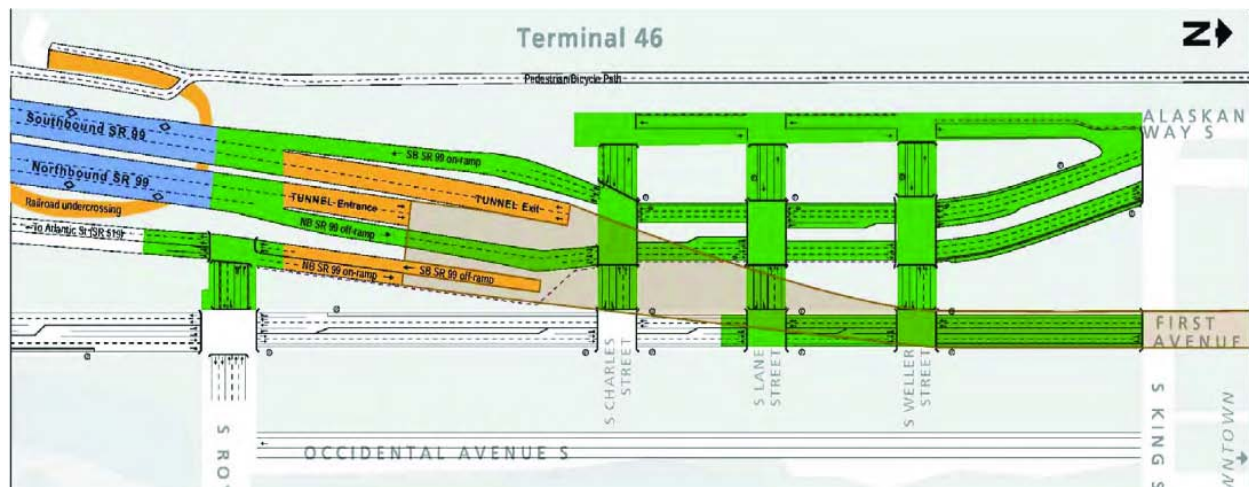 Terminal 46
N
Pedestrian/Bicycle Path
ALASKAN
WAY S
Southbound SR 99
SB SR 99 on-ramp
Northbound SR 99
TUNNEL Entrance
TUNNEL Exit
Railroad undercrossing
NB SR 99 off-ramp
To Atlantic St (SR 519)
NB SR 99 on-ramp
SB SR 99 off-ramp
FIRST
AVENUE
S CHARLES
STREET
S LANE
STREET
S WELLER
STREET
OCCIDENTAL AVENUE S
S RO
S KING S
WNTOWN